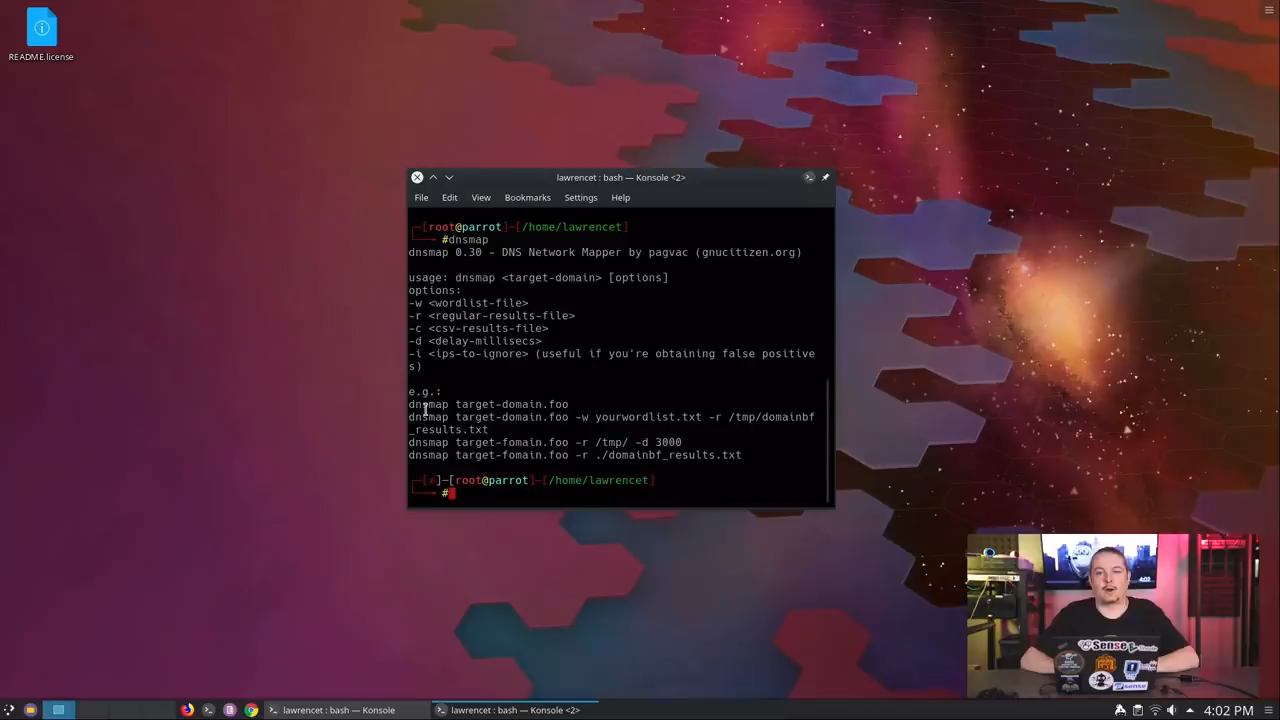 README.license
lawrencet : bash — Konsole <2>
File Edit View Bookmarks Settings Help
┌─[root@parrot]─[/home/lawrencet]
└──╼ #dnsmap
dnsmap 0.30 - DNS Network Mapper by pagvac (gnucitizen.org)
usage: dnsmap <target-domain> [options]
options:
-w <wordlist-file>
-r <regular-results-file>
-c <csv-results-file>
-d <delay-millisecs>
-i <ips-to-ignore> (useful if you're obtaining false positive
s)
e.g.:
dnsmap target-domain.foo
dnsmap target-domain.foo -w yourwordlist.txt -r /tmp/domainbf
_results.txt
dnsmap target-fomain.foo -r /tmp/ -d 3000
dnsmap target-fomain.foo -r ./domainbf_results.txt
┌─[✗]─[root@parrot]─[/home/lawrencet]
└──╼ #
4:02
Sense
sense
lawrencet : bash — Konsole
lawrencet : bash — Konsole <2>
4:02 PM